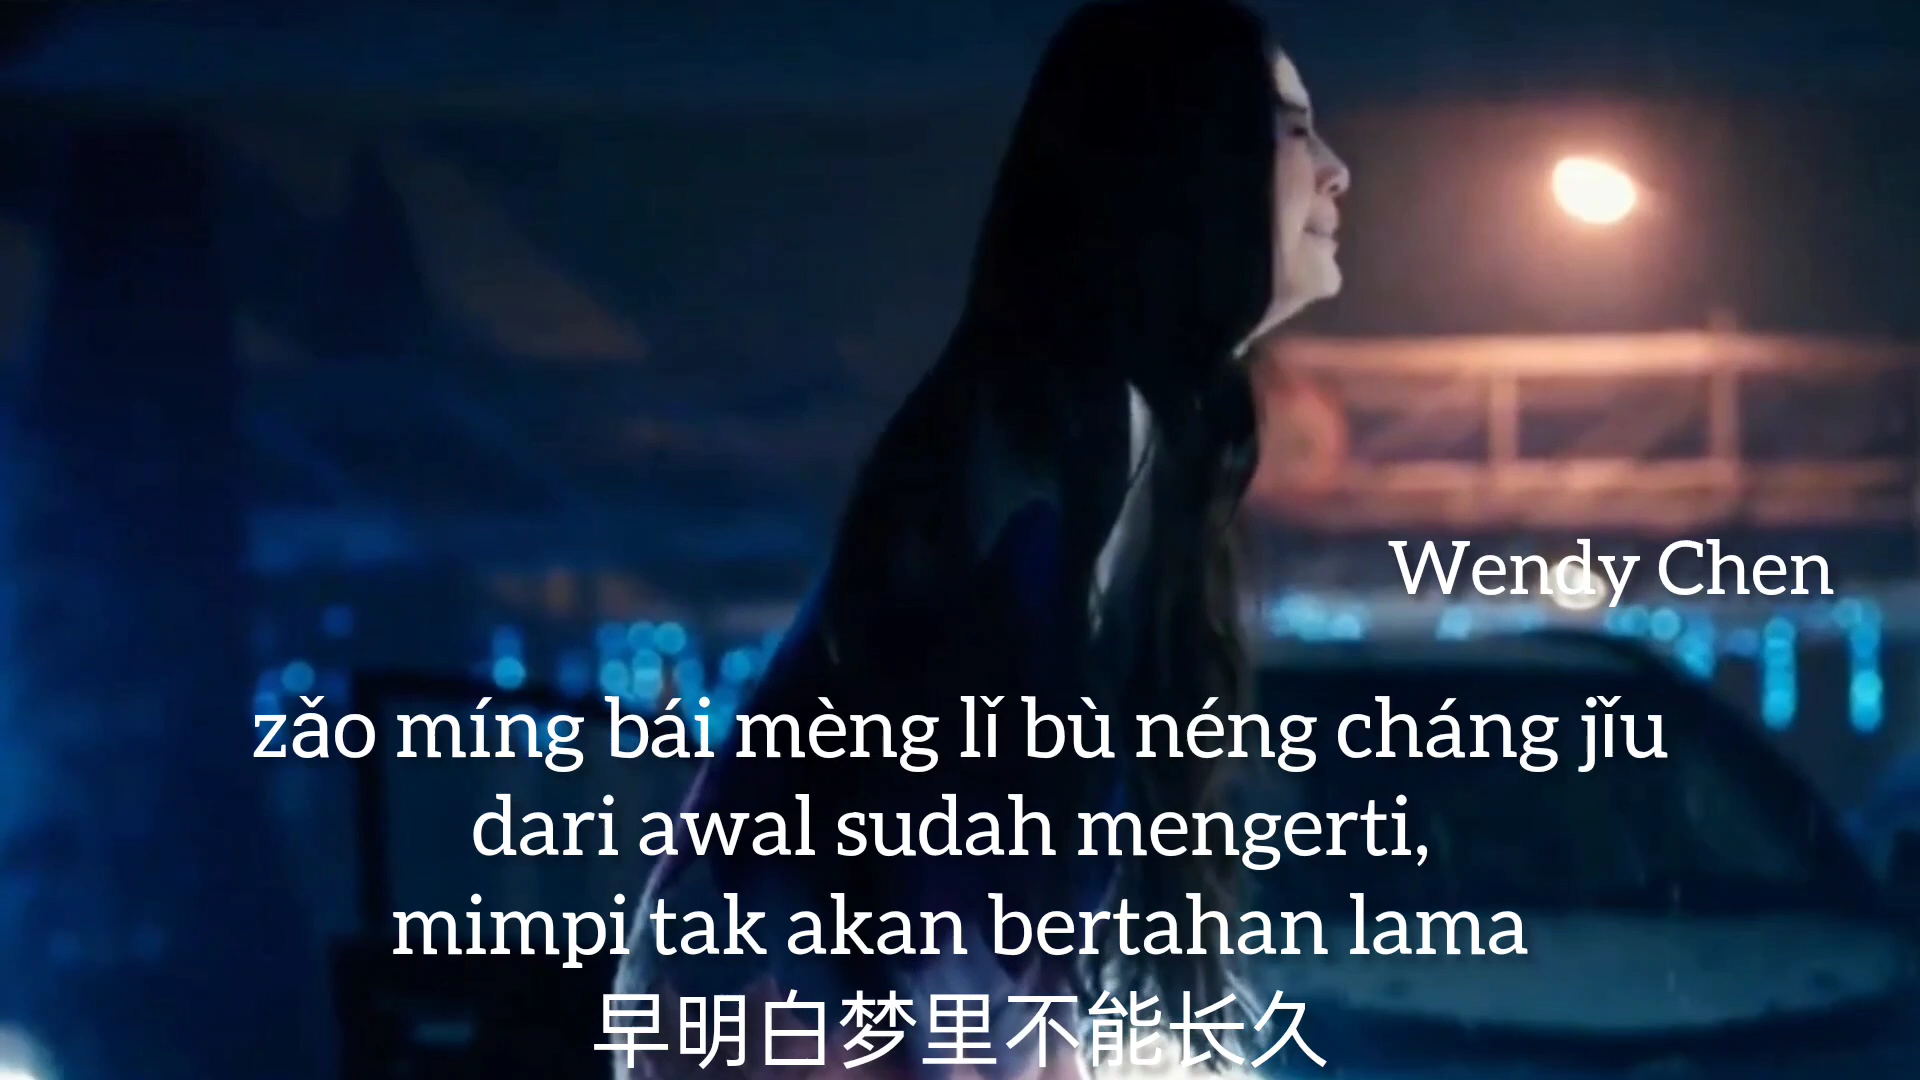 Wendy Chen
zǎo míng bái mèng lǐ bù néng cháng jǐu
dari awal sudah mengerti,
mimpi tak akan bertahan lama
早明白梦里不能长久